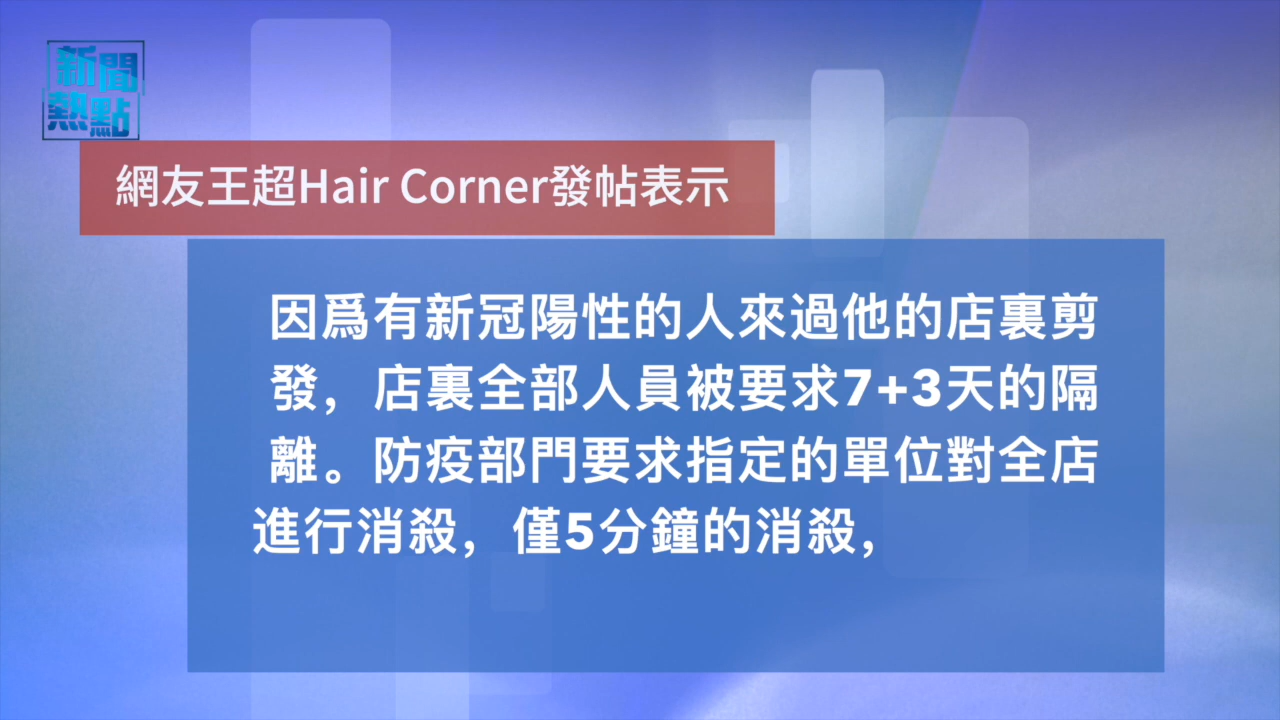 新聞
熱點
網友王超Hair Corner發帖表示
因爲有新冠陽性的人來過他的店裏剪
發，店裏全部人員被要求7+3天的隔
離。防疫部門要求指定的單位對全店
進行消殺，僅5分鐘的消殺，